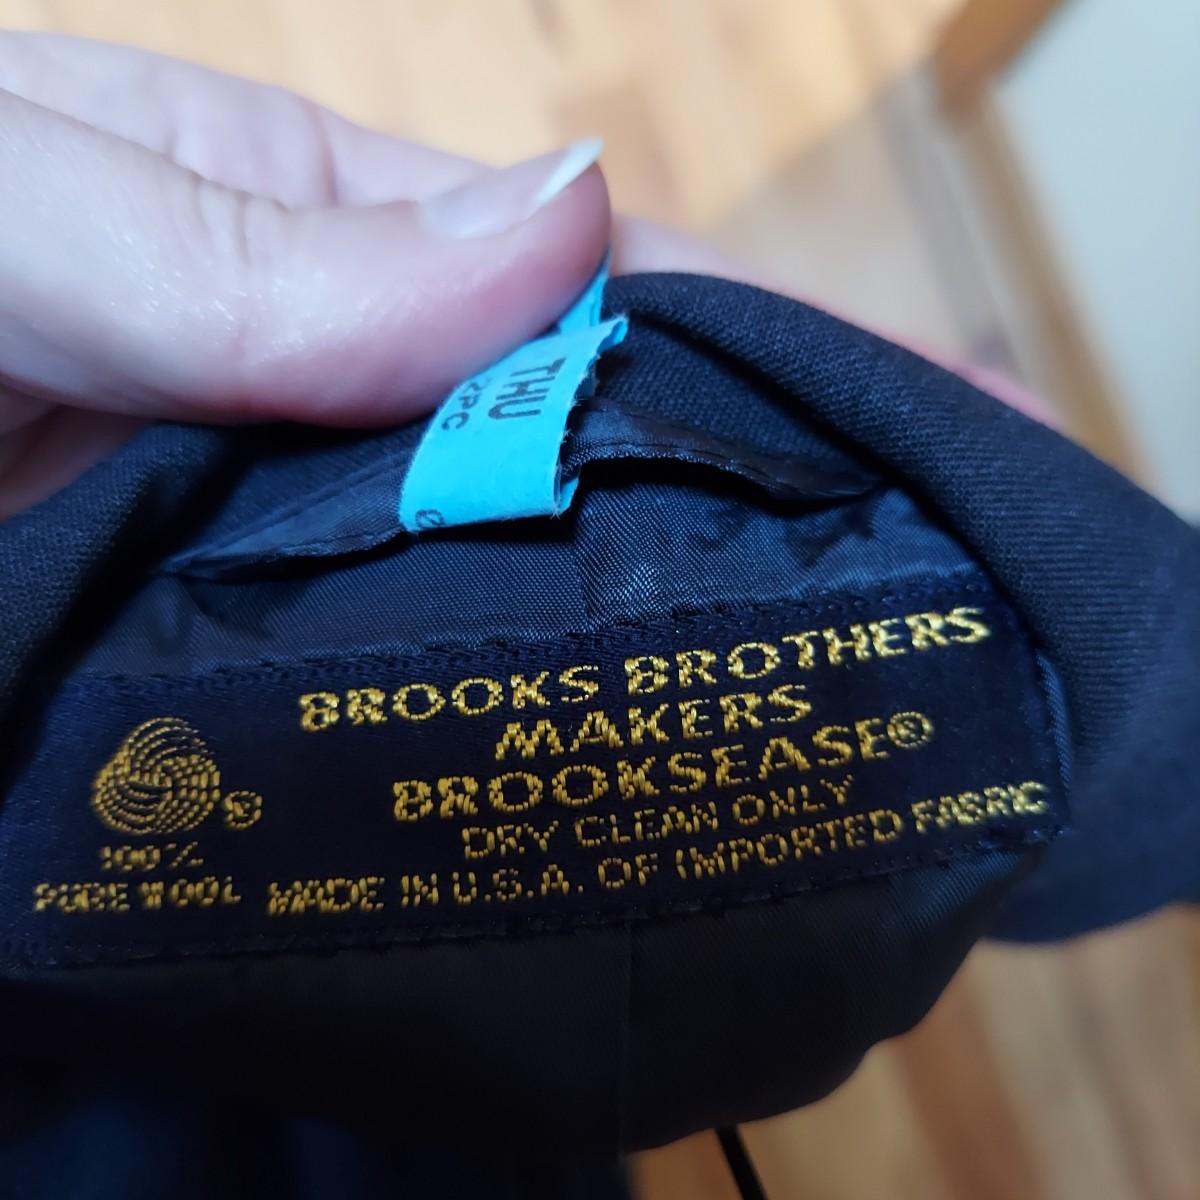 THU
2PC
BROOKS BROTHERS
MAKERS
BROOKSEASE®
DRY CLEAN ONLY
100%
PURE WOOL
MADE IN U.S.A. OF IMPORTED FABRIC